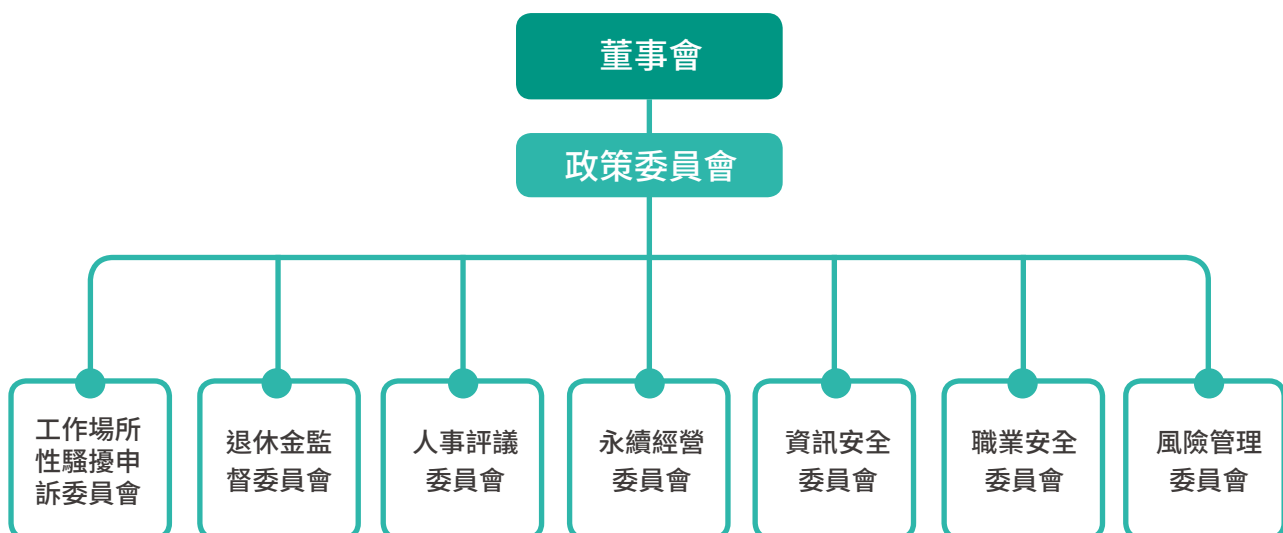 董事會
政策委員會
工作場所
性騷擾申
訴委員會
退休金監
督委員會
人事評議
委員會
永續經營
委員會
資訊安全
委員會
職業安全
委員會
風險管理
委員會